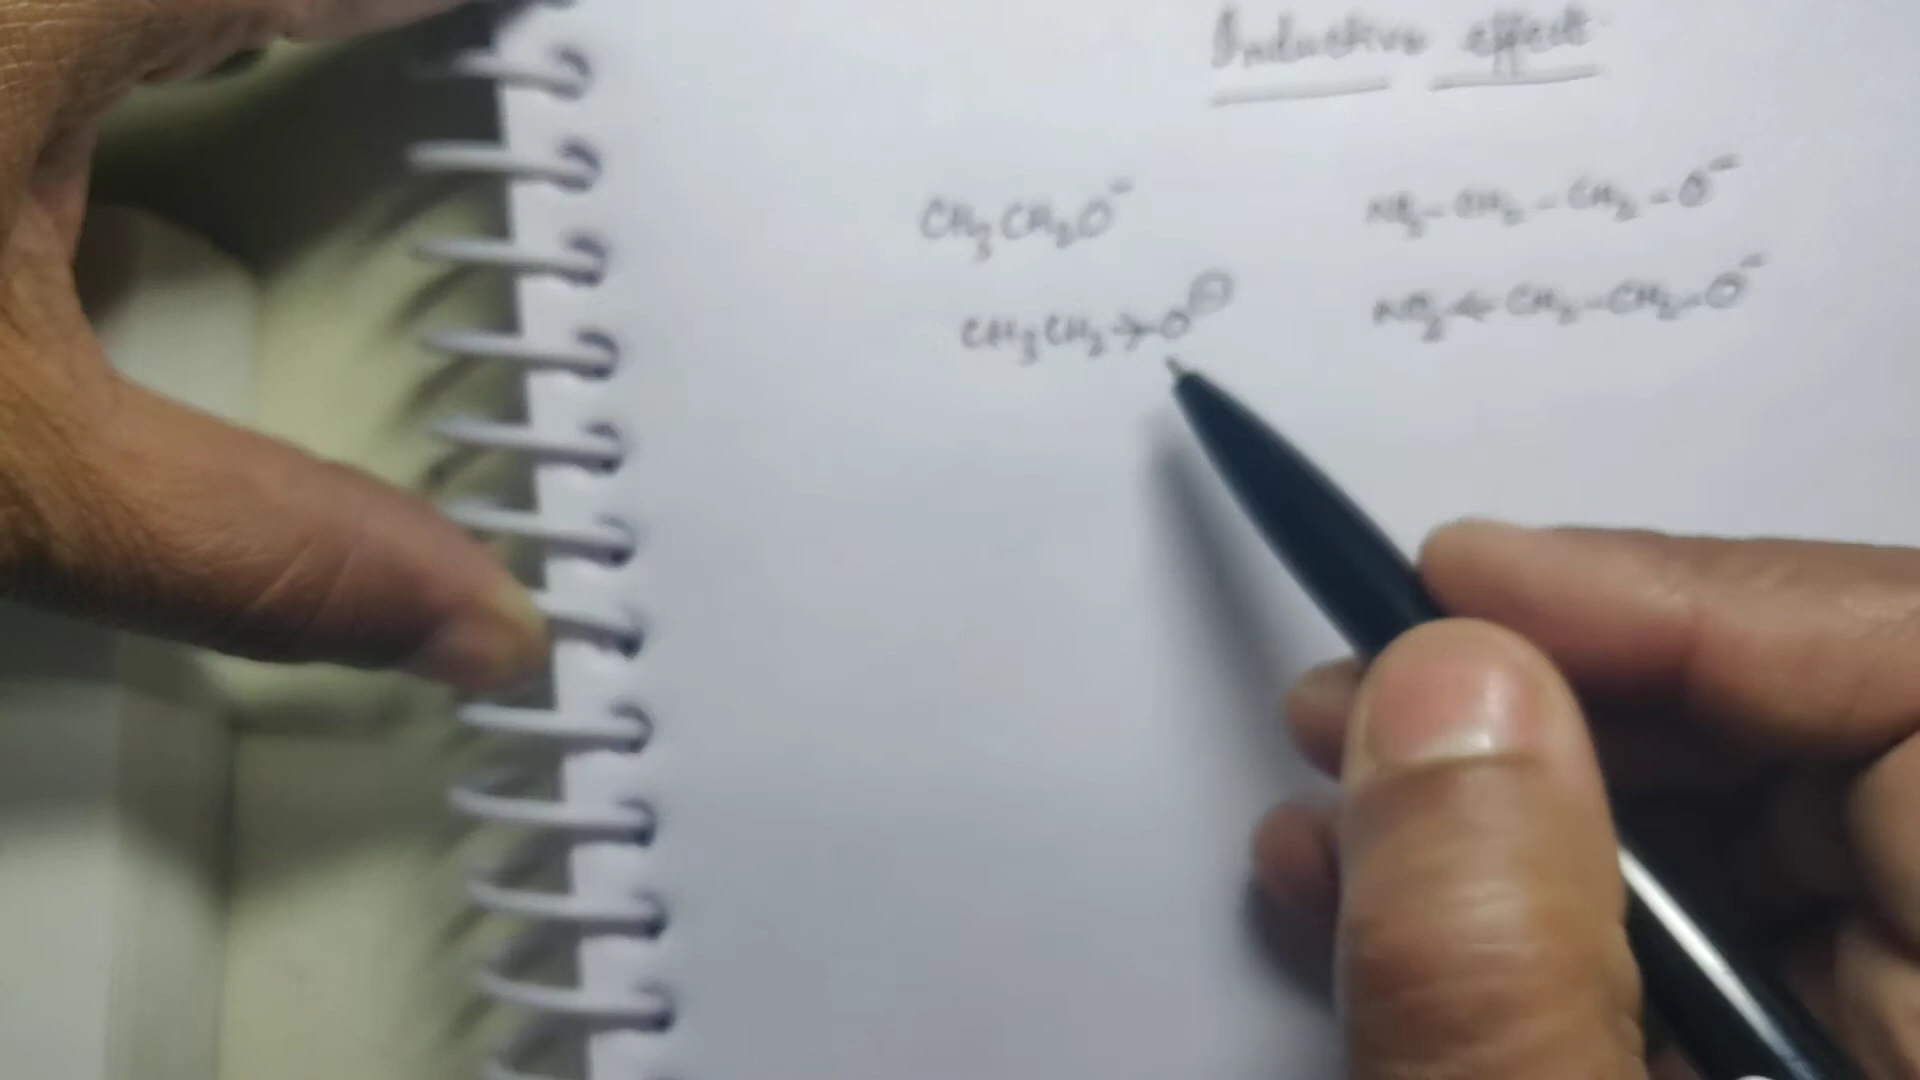 Inductive effect
CH₃CH₂O⁻
NO₂-CH₂-CH₂-O⁻
CH₃CH₂→O⊖
NO₂←CH₂-CH₂-O⁻